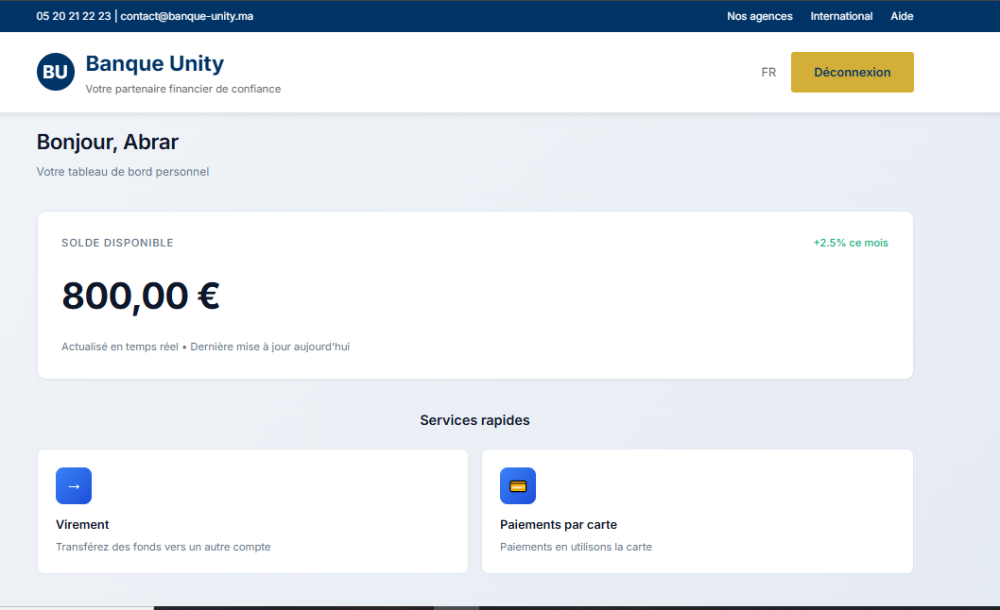 05 20 21 22 23 | contact@banque-unity.ma
Nos agences International Aide
BU
Banque Unity
Votre partenaire financier de confiance
FR
Déconnexion
Bonjour, Abrar
Votre tableau de bord personnel
SOLDE DISPONIBLE
+2.5% ce mois
800,00 €
Actualisé en temps réel • Dernière mise à jour aujourd'hui
Services rapides
→
Virement
Transférez des fonds vers un autre compte
Paiements par carte
Paiements en utilisons la carte